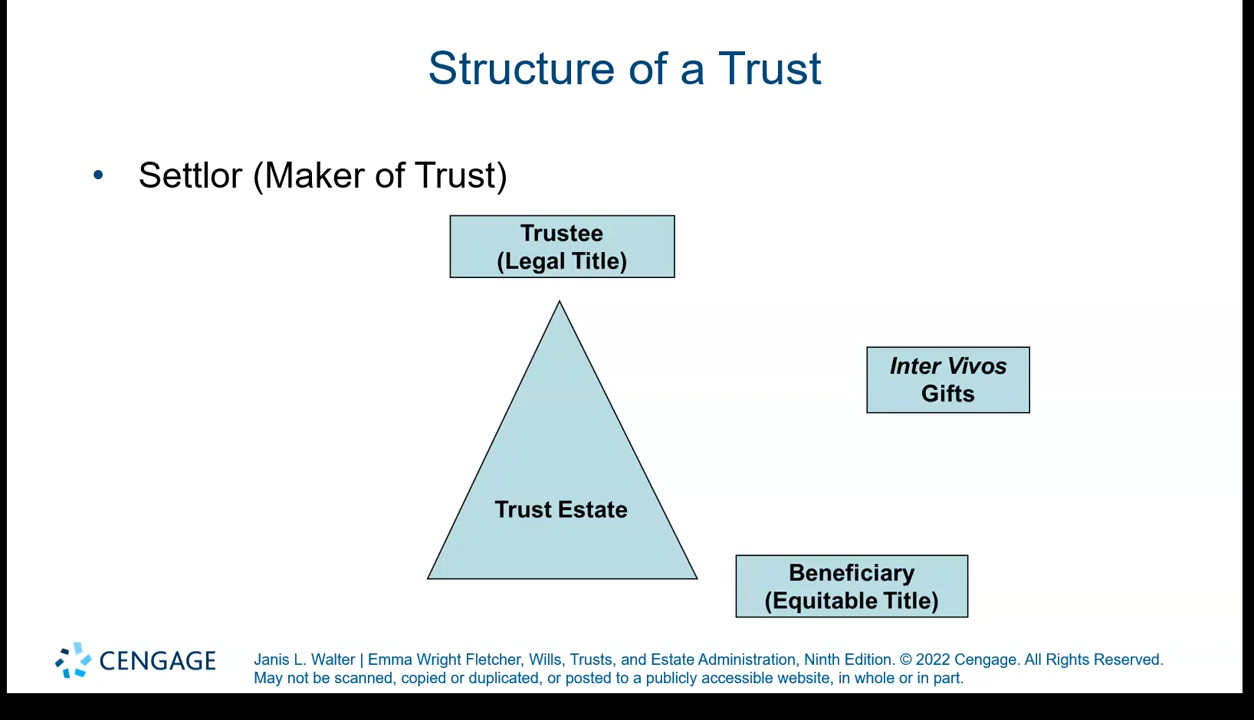 Structure of a Trust
• Settlor (Maker of Trust)
Trustee
(Legal Title)
Inter Vivos
Gifts
Trust Estate
Beneficiary
(Equitable Title)
CENGAGE
Janis L. Walter | Emma Wright Fletcher, Wills, Trusts, and Estate Administration, Ninth Edition. © 2022 Cengage. All Rights Reserved.
May not be scanned, copied or duplicated, or posted to a publicly accessible website, in whole or in part.